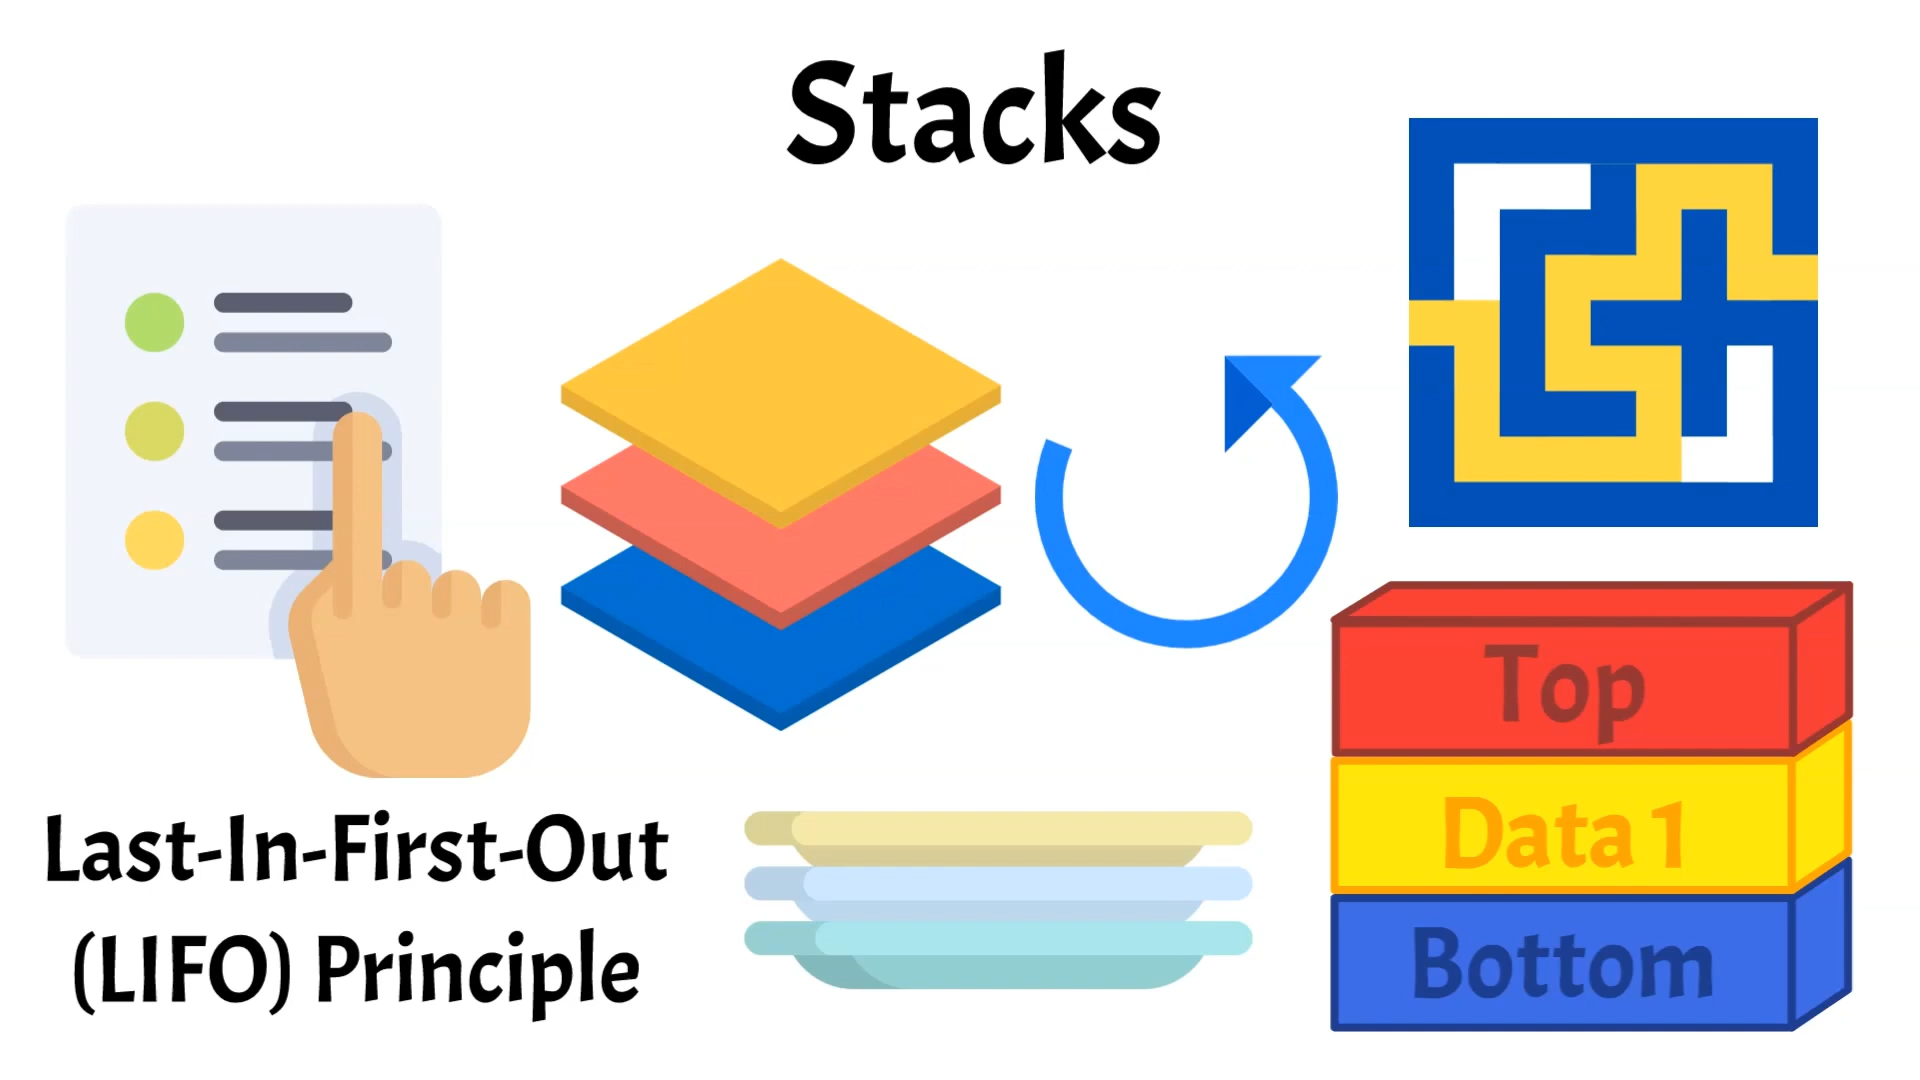 Stacks
Last-In-First-Out
(LIFO) Principle
Top
Data 1
Bottom